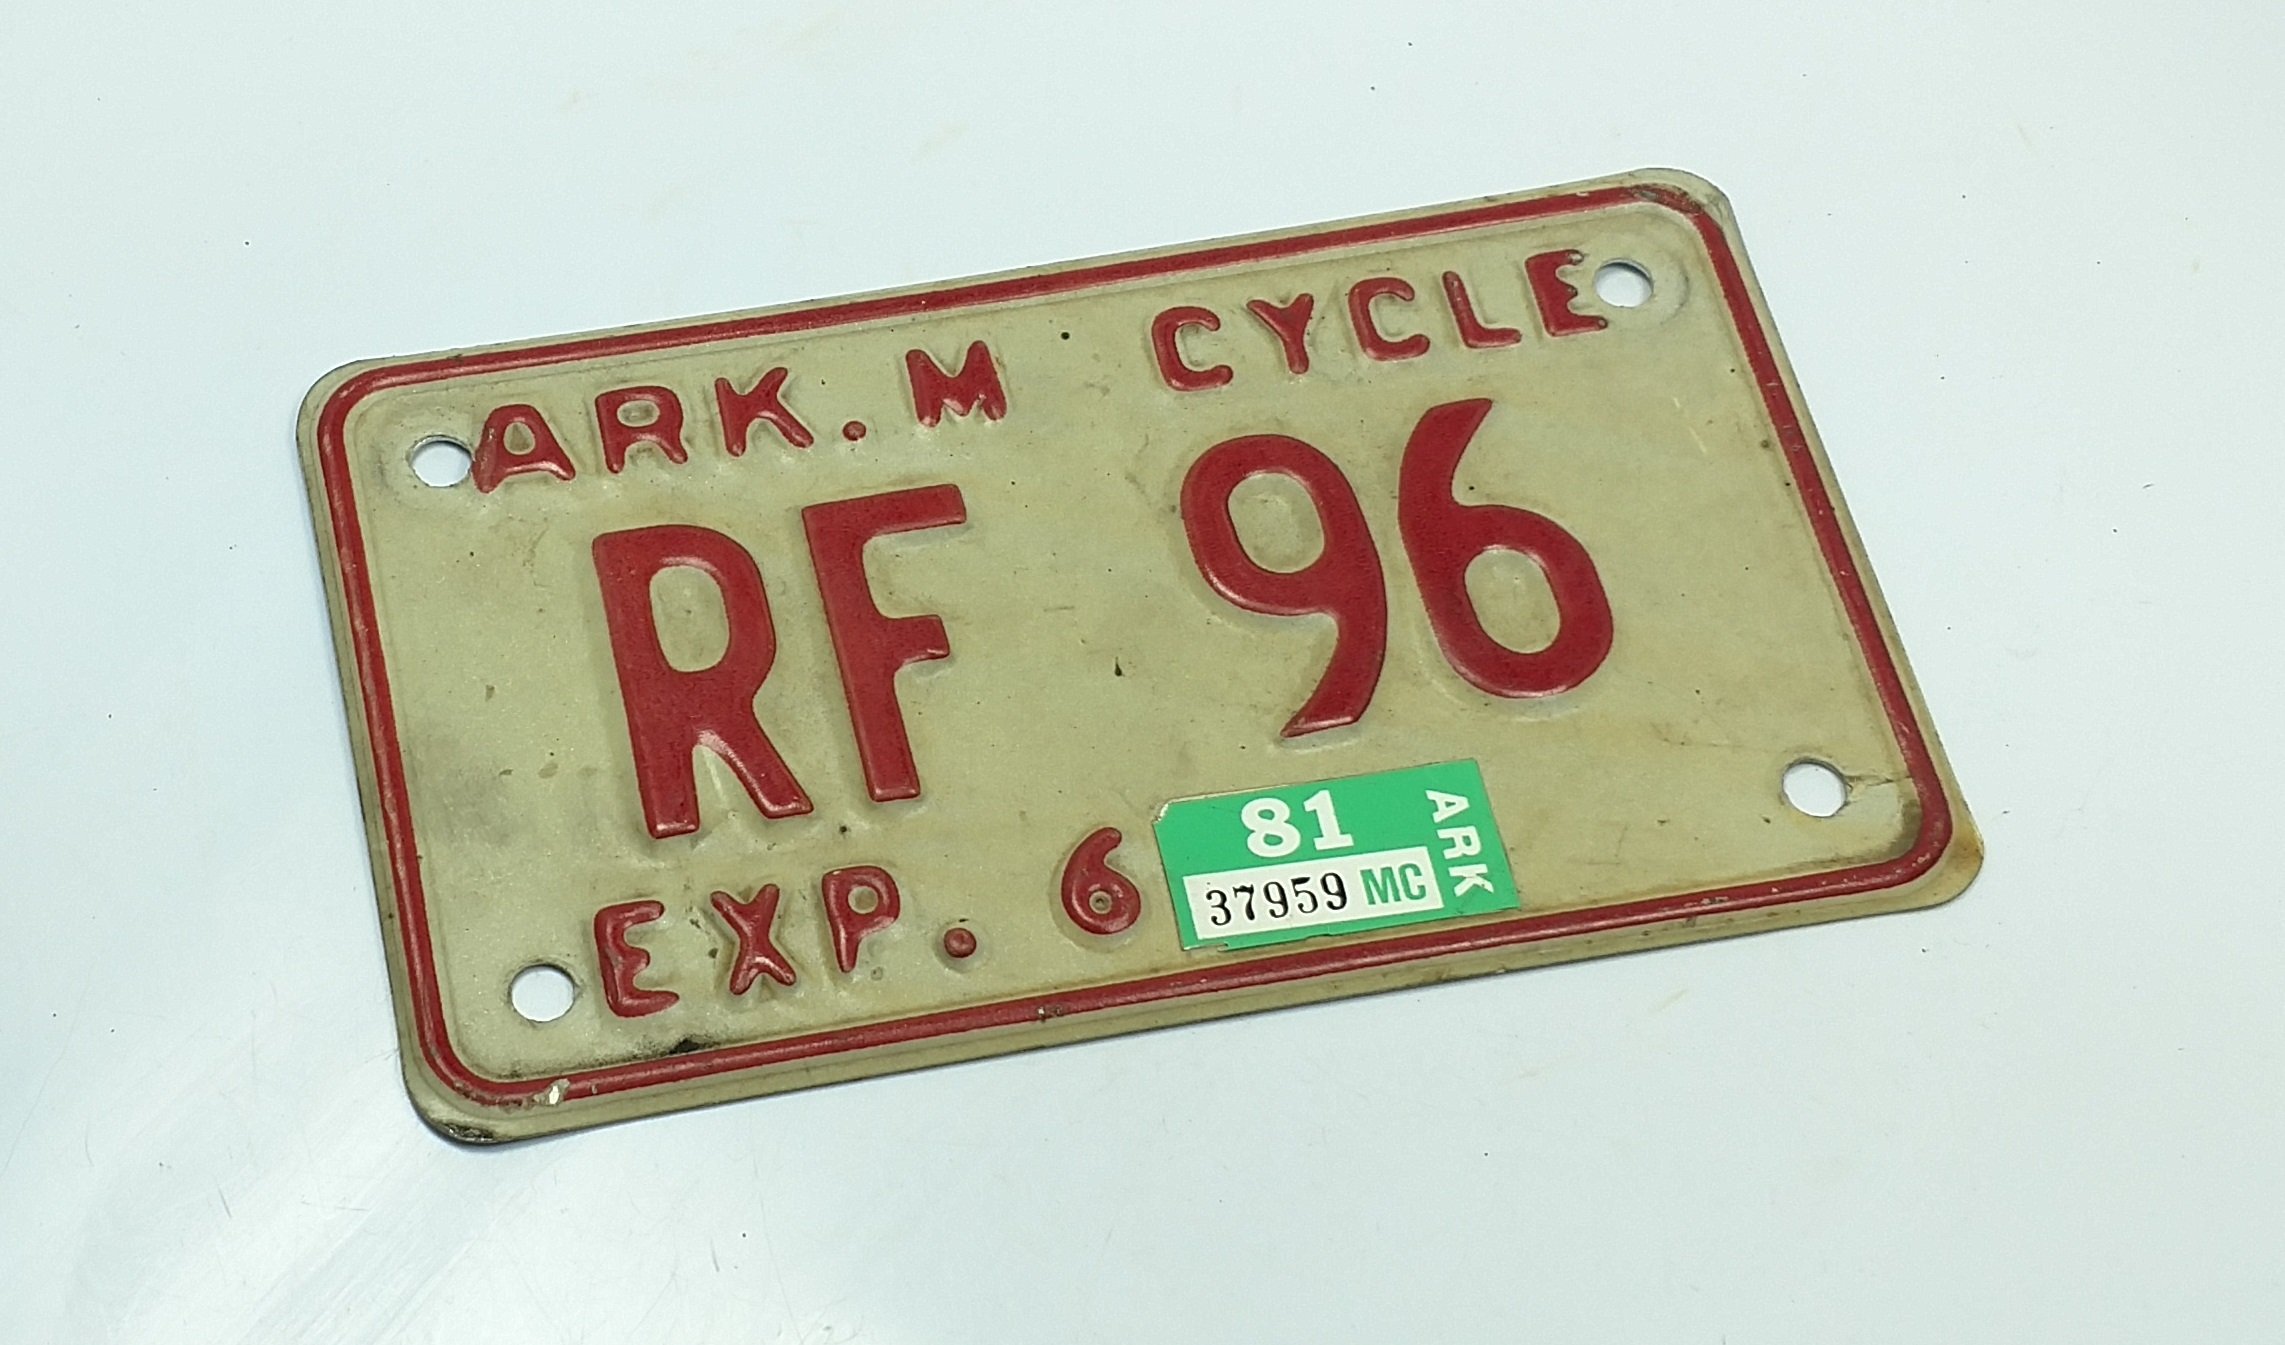 ARK. M CYCLE
RF 96
EXP. 6
81
37959 MC
ARK